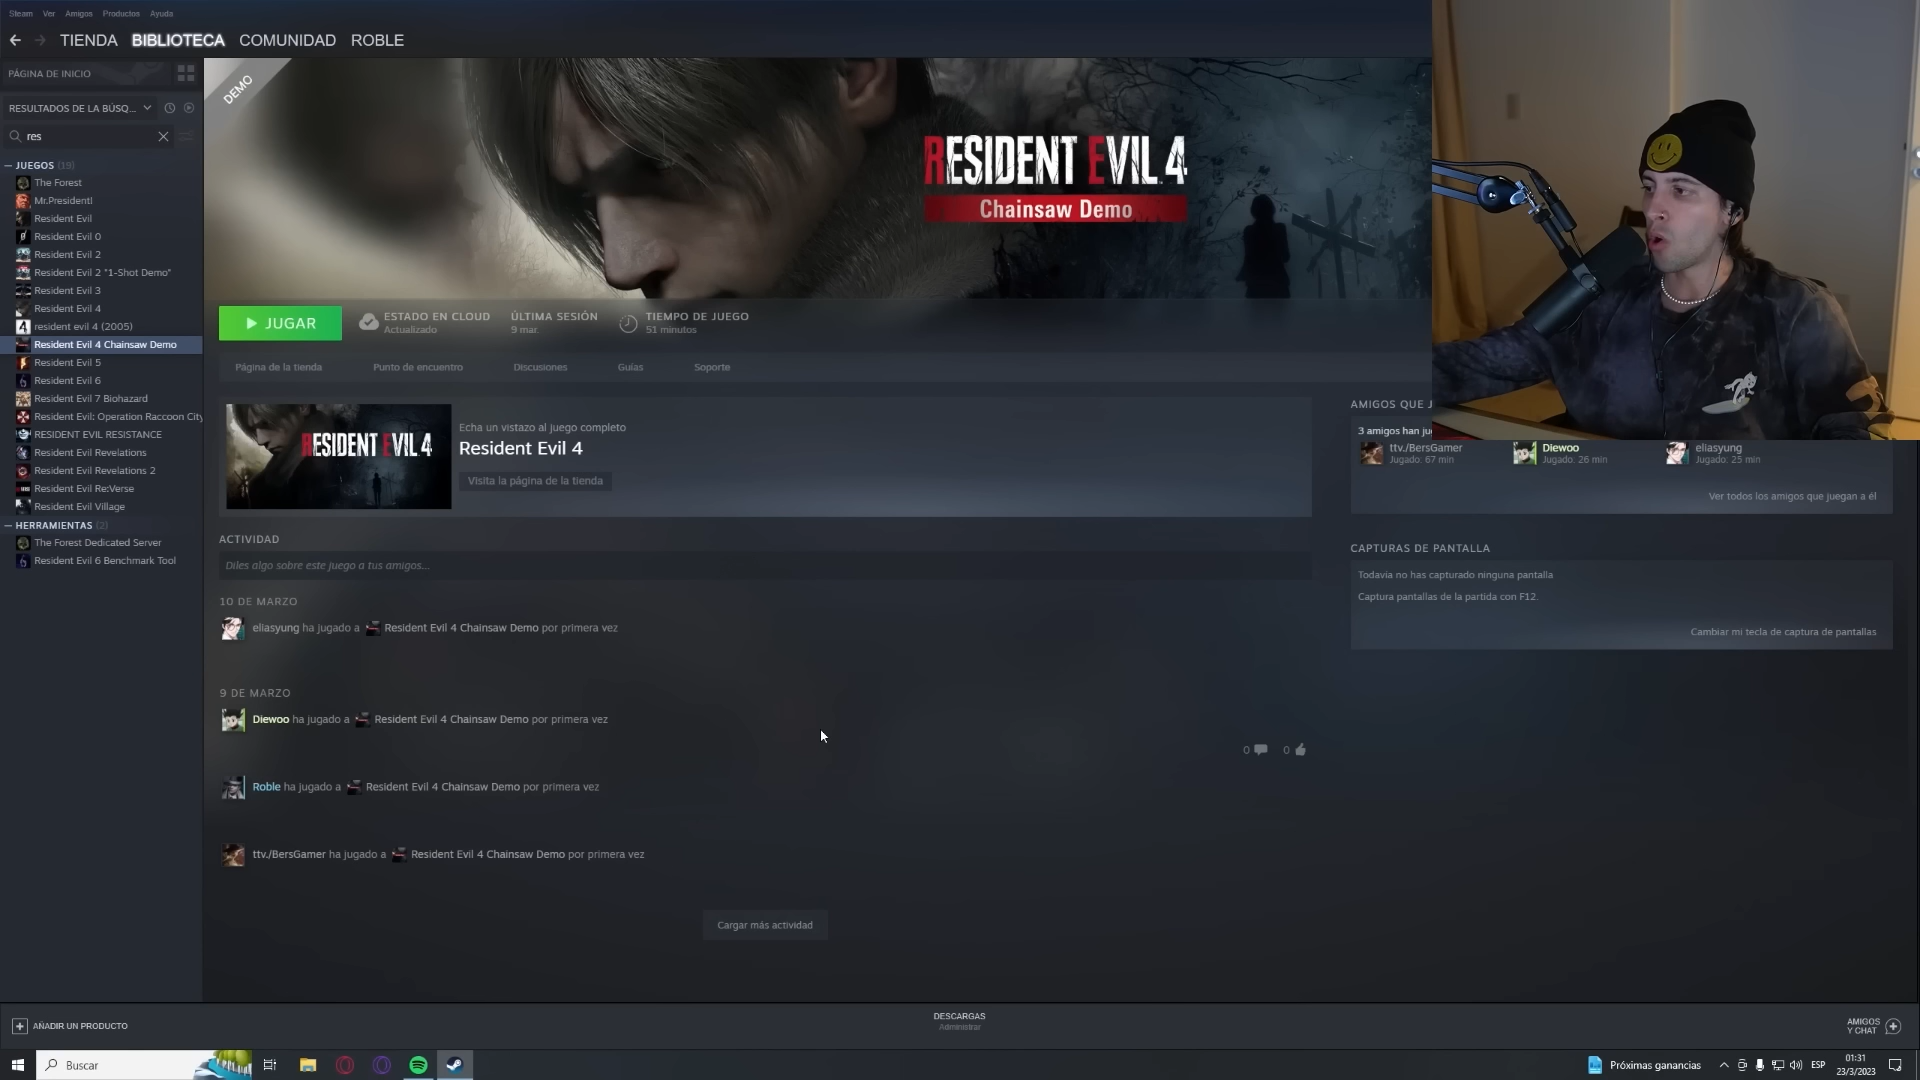 Steam Ver Amigos Productos Ayuda
TIENDA BIBLIOTECA COMUNIDAD ROBLE
PÁGINA DE INICIO
RESULTADOS DE LA BÚSQ...
res
— JUEGOS (19)
The Forest
Mr.President!
Resident Evil
Resident Evil 0
Resident Evil 2
Resident Evil 2 "1-Shot Demo"
Resident Evil 3
Resident Evil 4
resident evil 4 (2005)
Resident Evil 4 Chainsaw Demo
Resident Evil 5
Resident Evil 6
Resident Evil 7 Biohazard
Resident Evil: Operation Raccoon City
RESIDENT EVIL RESISTANCE
Resident Evil Revelations
Resident Evil Revelations 2
Resident Evil Re:Verse
Resident Evil Village
— HERRAMIENTAS (2)
The Forest Dedicated Server
Resident Evil 6 Benchmark Tool
DEMO
RESIDENT EVIL 4
Chainsaw Demo
JUGAR
ESTADO EN CLOUD
Actualizado
ÚLTIMA SESIÓN
9 mar.
TIEMPO DE JUEGO
51 minutos
Página de la tienda Punto de encuentro Discusiones Guías Soporte
RESIDENT EVIL 4
Echa un vistazo al juego completo
Resident Evil 4
Visita la página de la tienda
ACTIVIDAD
Diles algo sobre este juego a tus amigos...
10 DE MARZO
eliasyung ha jugado a Resident Evil 4 Chainsaw Demo por primera vez
9 DE MARZO
Diewoo ha jugado a Resident Evil 4 Chainsaw Demo por primera vez
0 0
Roble ha jugado a Resident Evil 4 Chainsaw Demo por primera vez
ttv./BersGamer ha jugado a Resident Evil 4 Chainsaw Demo por primera vez
Cargar más actividad
AMIGOS QUE J
3 amigos han ju
ttv./BersGamer
Jugado: 67 min
Diewoo
Jugado: 26 min
eliasyung
Jugado: 25 min
Ver todos los amigos que juegan a él
CAPTURAS DE PANTALLA
Todavía no has capturado ninguna pantalla
Captura pantallas de la partida con F12.
Cambiar mi tecla de captura de pantallas
AÑADIR UN PRODUCTO
DESCARGAS
Administrar
AMIGOS
Y CHAT
Buscar
Próximas ganancias
ESP
01:31
23/3/2023